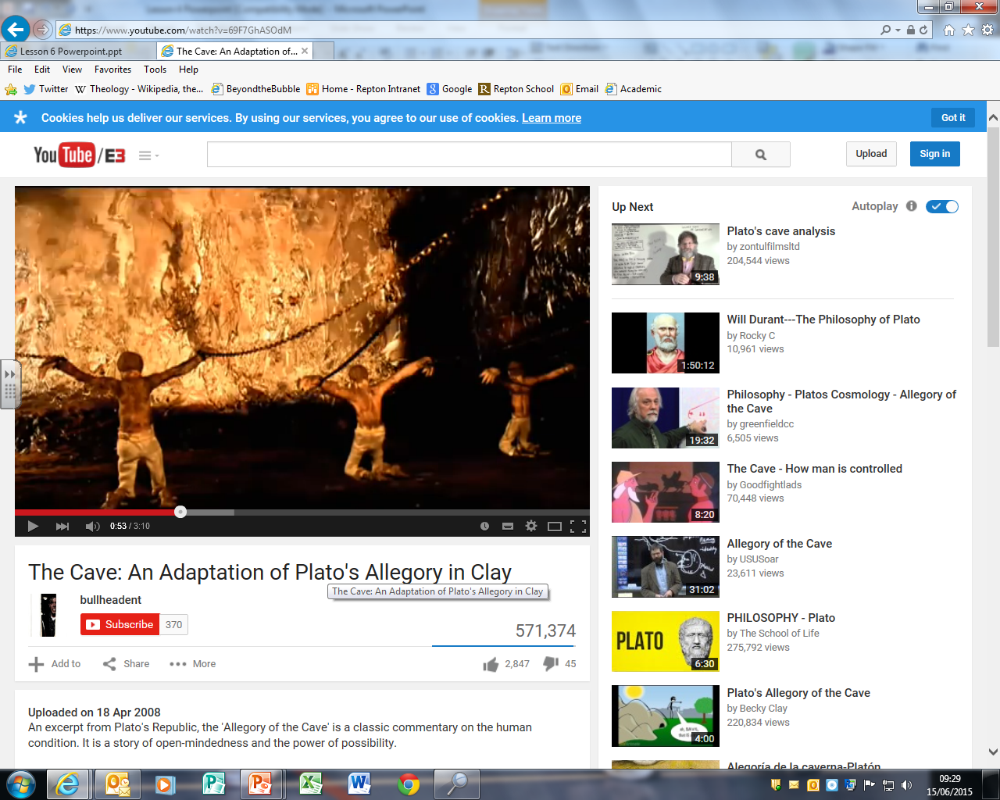 Lesson 6 Powerpoint [Compatibility Mode] - Microsoft PowerPoint
https://www.youtube.com/watch?v=69F7GhASOdM
Lesson 6 Powerpoint.ppt
The Cave: An Adaptation of...
File Edit View Favorites Tools Help
Twitter Theology - Wikipedia, the... BeyondtheBubble Home - Repton Intranet Google Repton School Email Academic
Cookies help us deliver our services. By using our services, you agree to our use of cookies. Learn more
Got it
YouTube /E3
Upload
Sign in
0:53 / 3:10
The Cave: An Adaptation of Plato's Allegory in Clay
The Cave: An Adaptation of Plato's Allegory in Clay
bullheadent
Subscribe 370
571,374
Add to Share More
2,847 45
Uploaded on 18 Apr 2008
An excerpt from Plato's Republic, the 'Allegory of the Cave' is a classic commentary on the human
condition. It is a story of open-mindedness and the power of possibility.
Up Next
Autoplay
Plato's cave analysis
by zontulfilmsltd
204,544 views
9:38
Will Durant---The Philosophy of Plato
by Rocky C
10,961 views
1:50:12
Philosophy - Platos Cosmology - Allegory of
the Cave
by greenfieldcc
6,505 views
19:32
The Cave - How man is controlled
by Goodfightlads
70,448 views
8:20
Allegory of the Cave
by USUSoar
23,611 views
31:02
PHILOSOPHY - Plato
by The School of Life
275,792 views
PLATO
6:30
Plato's Allegory of the Cave
by Becky Clay
220,834 views
4:00
Alegoría de la caverna-Platón
09:29
15/06/2015